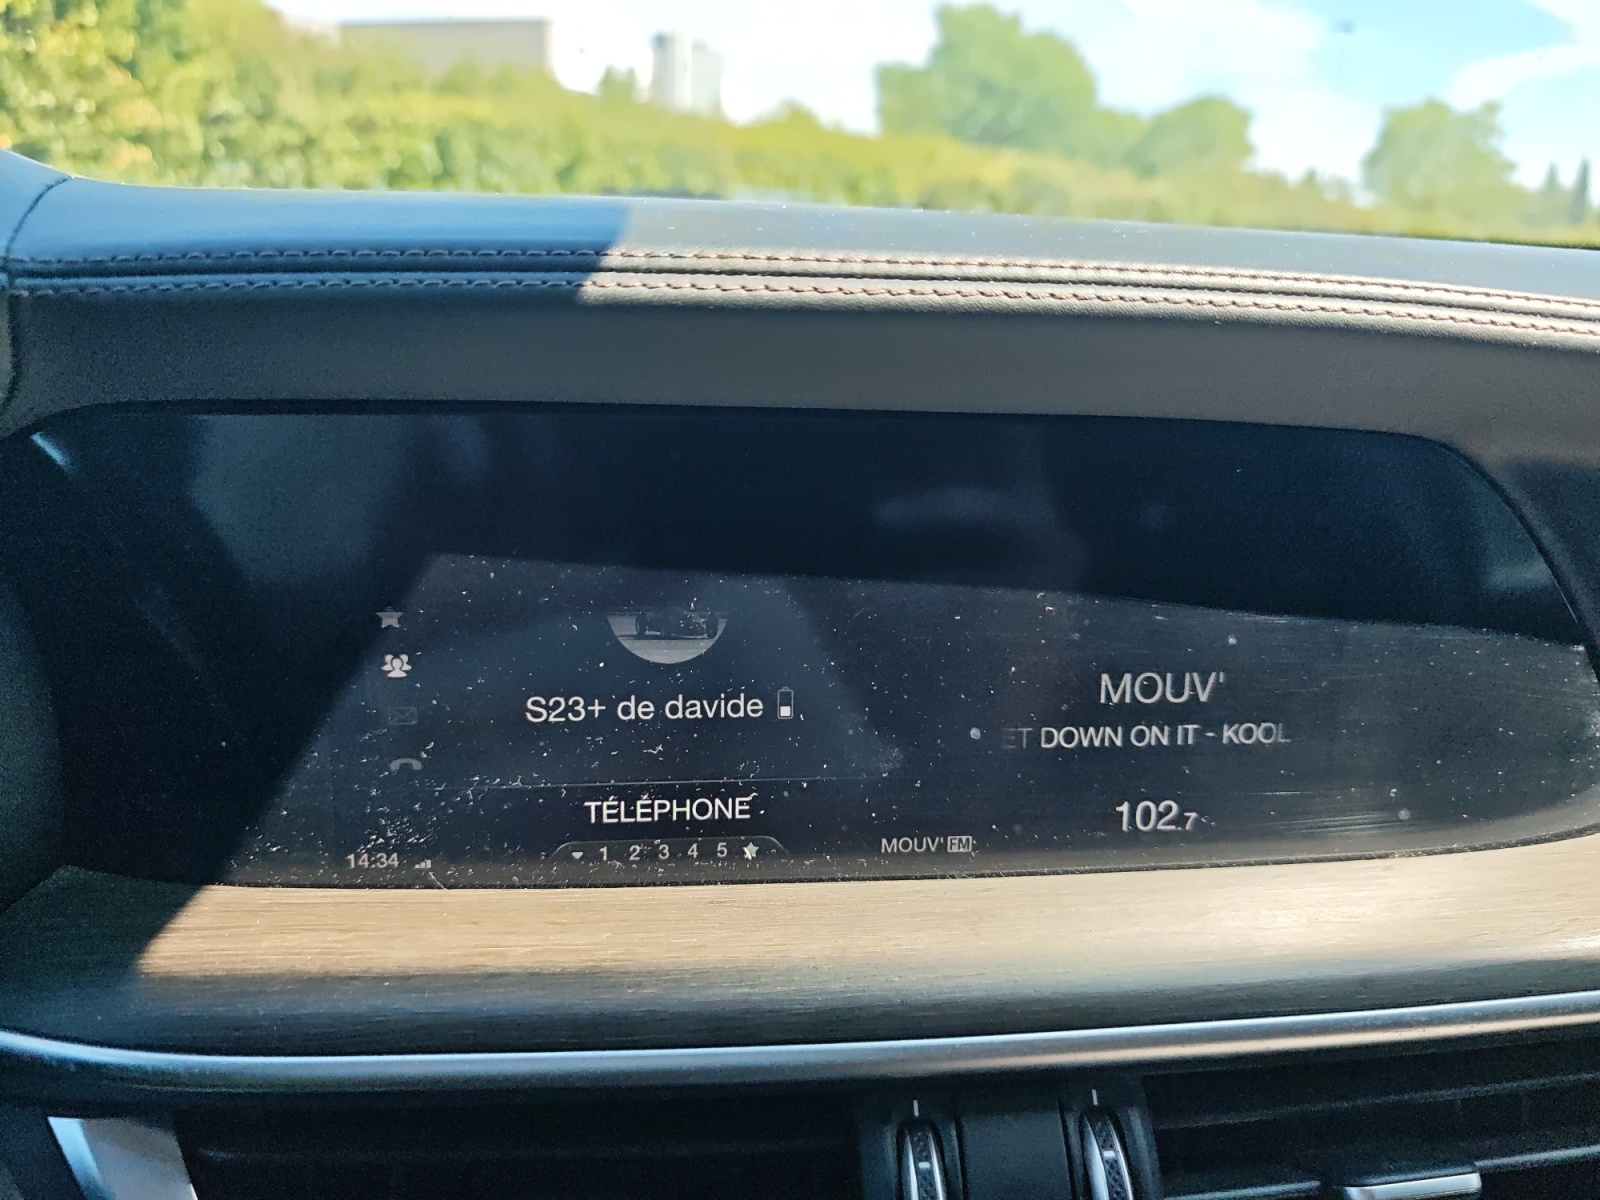 S23+ de davide
MOUV'
ET DOWN ON IT - KOOL
TÉLÉPHONE
102.7
1 2 3 4 5
MOUV' FM
14:34